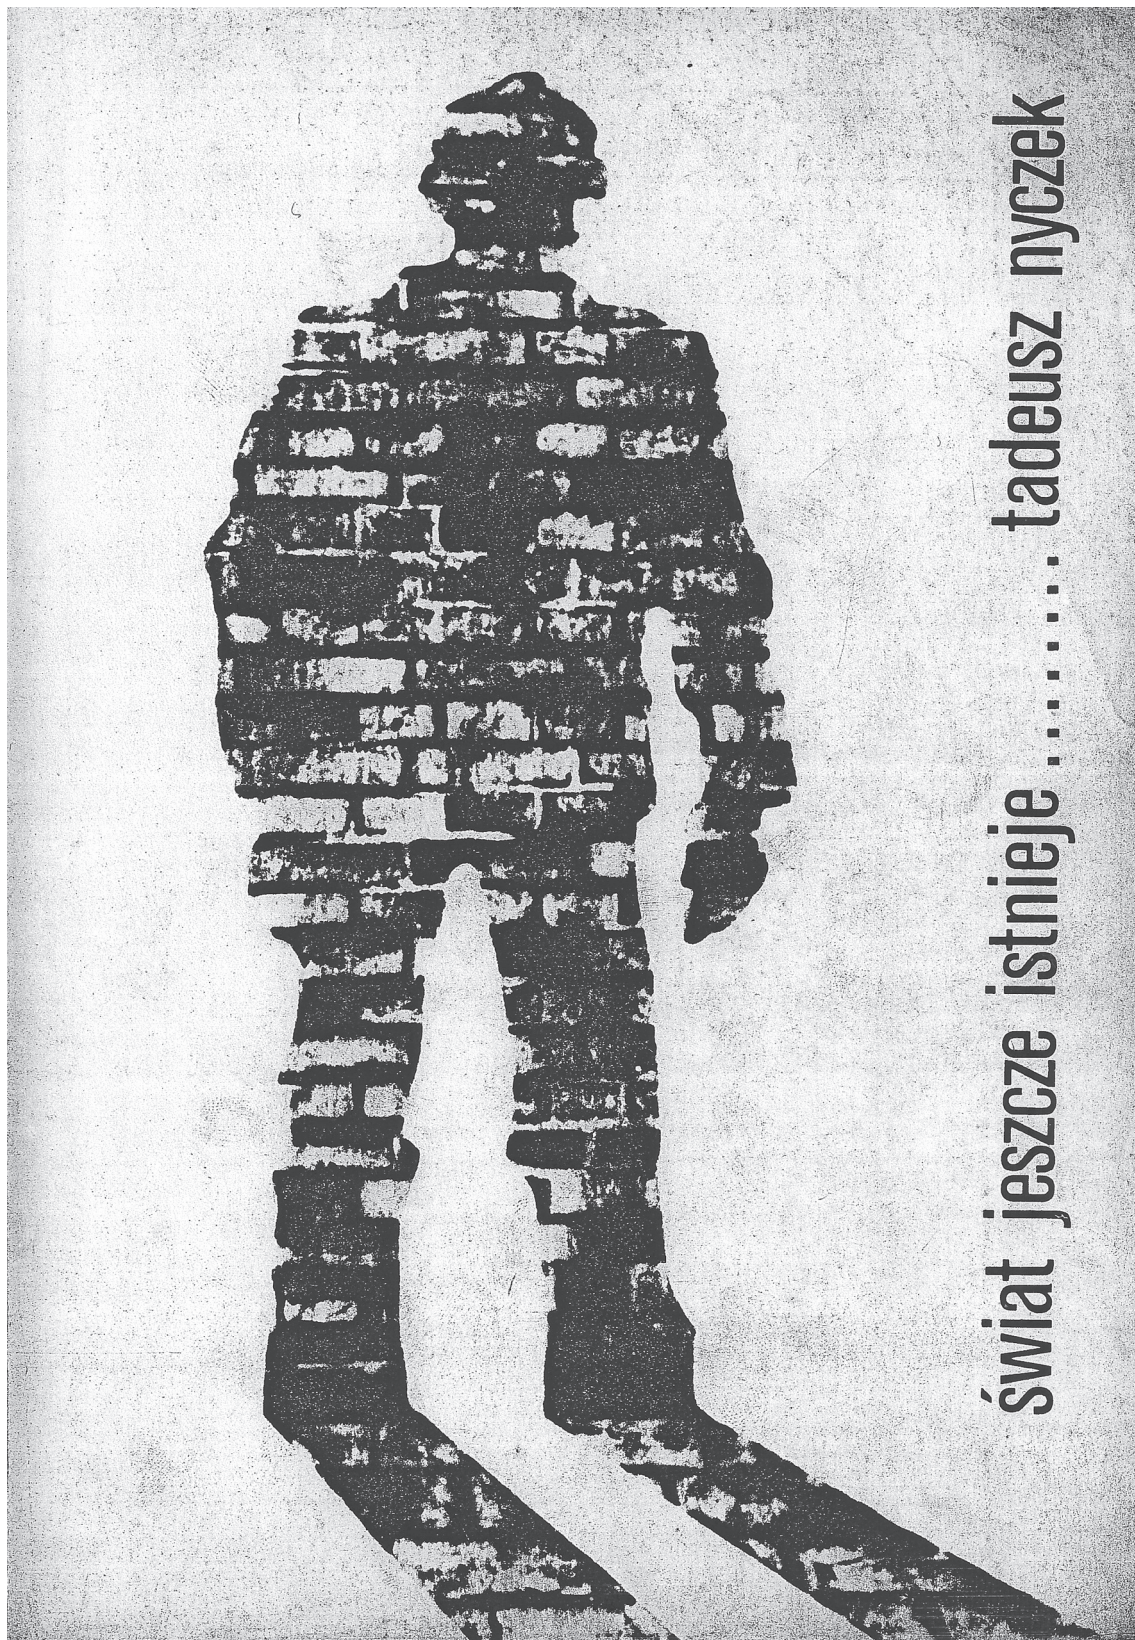 świat jeszcze istnieje ........ tadeusz nyczek